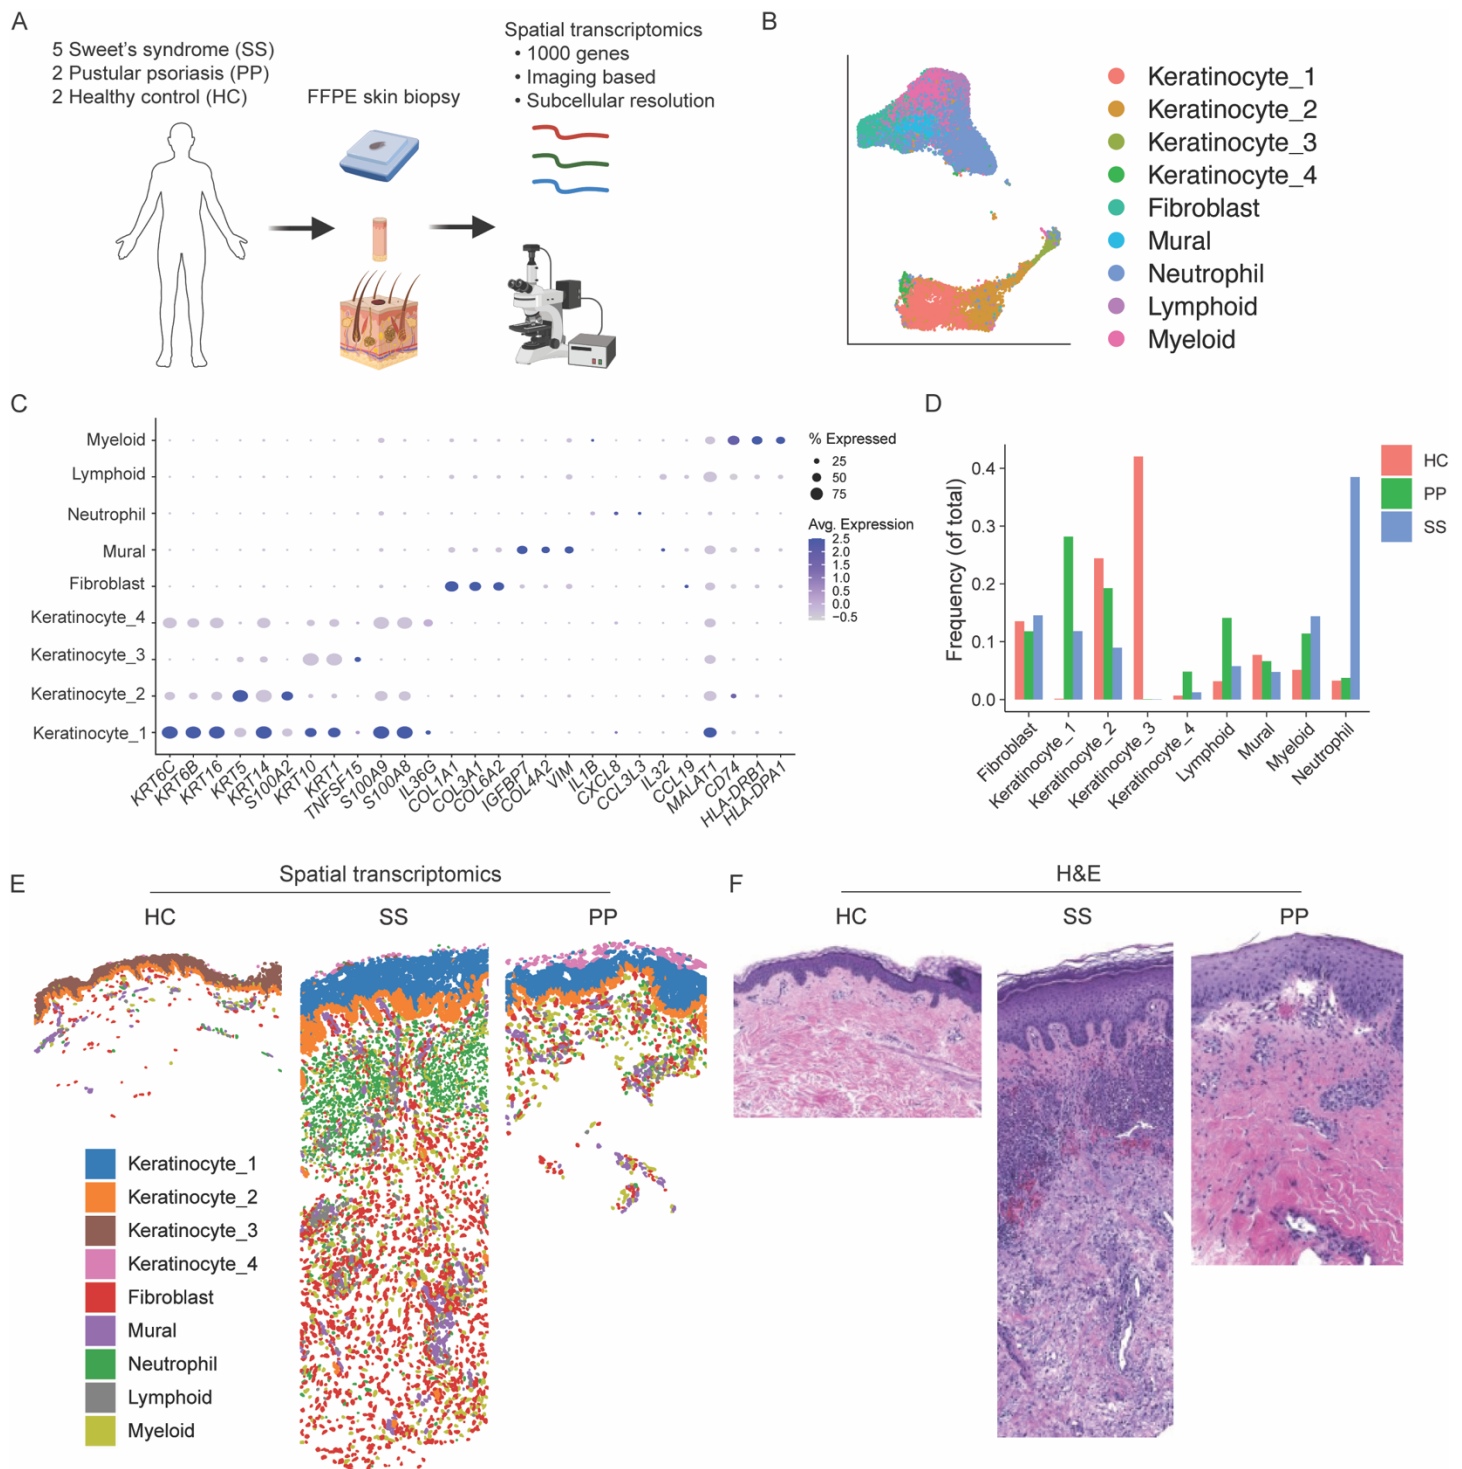 A
5 Sweet's syndrome (SS)
2 Pustular psoriasis (PP)
2 Healthy control (HC)
FFPE skin biopsy
Spatial transcriptomics
• 1000 genes
• Imaging based
• Subcellular resolution
B
Keratinocyte_1
Keratinocyte_2
Keratinocyte_3
Keratinocyte_4
Fibroblast
Mural
Neutrophil
Lymphoid
Myeloid
C
Myeloid
Lymphoid
Neutrophil
Mural
Fibroblast
Keratinocyte_4
Keratinocyte_3
Keratinocyte_2
Keratinocyte_1
KRT6C
KRT6B
KRT16
KRT5
KRT14
S100A2
KRT10
KRT1
TNFSF15
S100A9
S100A8
IL36G
COL1A1
COL3A1
COL6A2
IGFBP7
COL4A2
VIM
IL1B
CXCL8
CCL3L3
IL32
CCL19
MALAT1
CD74
HLA-DRB1
HLA-DPA1
% Expressed
25
50
75
Avg. Expression
2.5
2.0
1.5
1.0
0.5
0.0
−0.5
D
Frequency (of total)
0.4
0.3
0.2
0.1
0.0
Fibroblast
Keratinocyte_1
Keratinocyte_2
Keratinocyte_3
Keratinocyte_4
Lymphoid
Mural
Myeloid
Neutrophil
HC
PP
SS
E
Spatial transcriptomics
HC
SS
PP
Keratinocyte_1
Keratinocyte_2
Keratinocyte_3
Keratinocyte_4
Fibroblast
Mural
Neutrophil
Lymphoid
Myeloid
F
H&E
HC
SS
PP